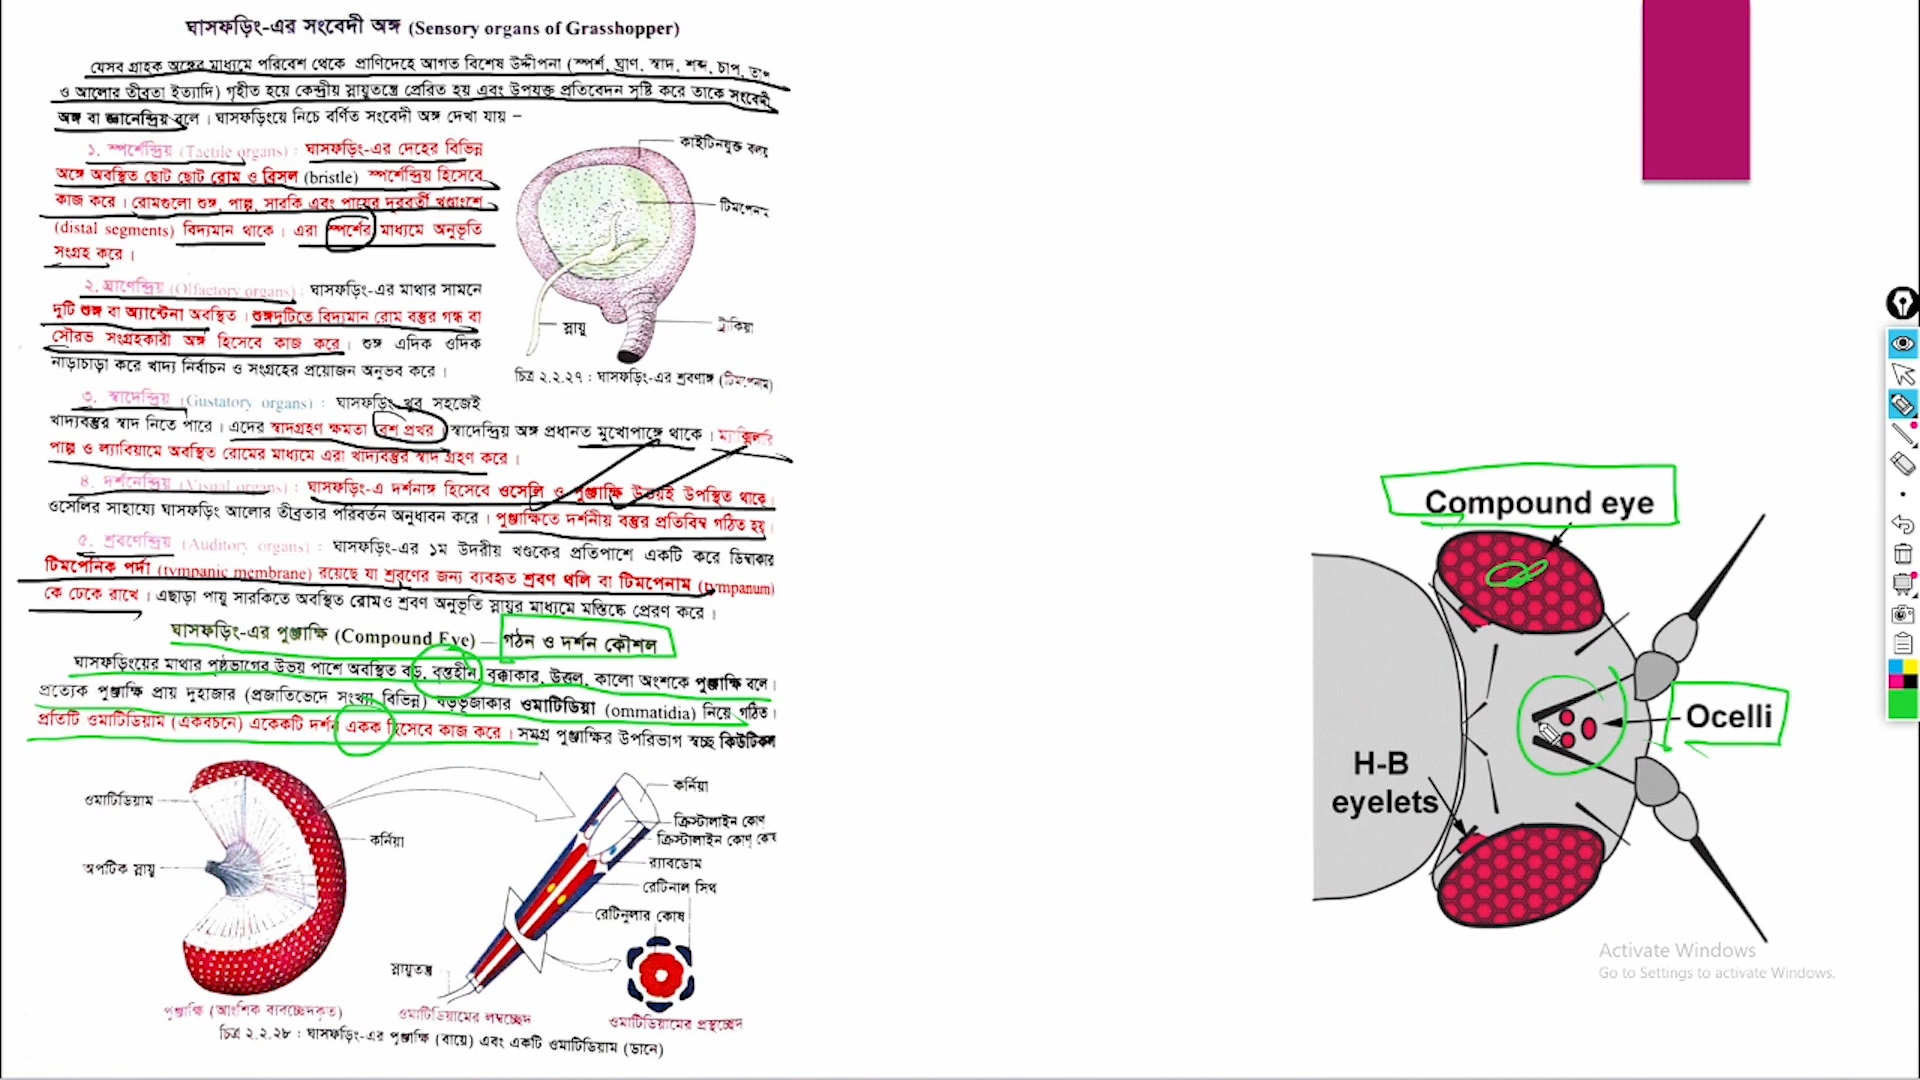 ঘাসফড়িং-এর সংবেদী অঙ্গ (Sensory organs of Grasshopper)
যেসব গ্রাহক অঙ্গের মাধ্যমে পরিবেশ থেকে প্রাণিদেহে আগত বিশেষ উদ্দীপনা (স্পর্শ, ঘ্রাণ, স্বাদ, শব্দ, চাপ, তাপ
ও আলোর তীব্রতা ইত্যাদি) গৃহীত হয়ে কেন্দ্রীয় স্নায়ুতন্ত্রে প্রেরিত হয় এবং উপযুক্ত প্রতিবেদন সৃষ্টি করে তাকে সংবেদী
অঙ্গ বা জ্ঞানেন্দ্রিয় বলে। ঘাসফড়িংয়ে নিচে বর্ণিত সংবেদী অঙ্গ দেখা যায় –
১. স্পর্শেন্দ্রিয় (Tactile organs) : ঘাসফড়িং-এর দেহের বিভিন্ন
অঙ্গে অবস্থিত ছোট ছোট রোম ও ব্রিসল (bristle) স্পর্শেন্দ্রিয় হিসেবে
কাজ করে। রোমগুলো শুঙ্গ, পাল্প, সারকি এবং পায়ের দূরবর্তী খণ্ডাংশে
(distal segments) বিদ্যমান থাকে। এরা স্পর্শের মাধ্যমে অনুভূতি
সংগ্রহ করে।
২. ঘ্রাণেন্দ্রিয় (Olfactory organs) : ঘাসফড়িং-এর মাথার সামনে
দুটি শুঙ্গ বা অ্যান্টেনা অবস্থিত। শুঙ্গদুটিতে বিদ্যমান রোম বস্তুর গন্ধ বা
সৌরভ সংগ্রহকারী অঙ্গ হিসেবে কাজ করে। শুঙ্গ এদিক ওদিক
নাড়াচাড়া করে খাদ্য নির্বাচন ও সংগ্রহের প্রয়োজন অনুভব করে।
কাইটিনযুক্ত বলয়
টিমপেনাম
স্নায়ু
ট্রাকিয়া
চিত্র ২.২.২৭ : ঘাসফড়িং-এর শ্রবণাঙ্গ (টিমপেনাম)
৩. স্বাদেন্দ্রিয় (Gustatory organs) : ঘাসফড়িং খুব সহজেই
খাদ্যবস্তুর স্বাদ নিতে পারে। এদের স্বাদগ্রহণ ক্ষমতা বেশ প্রখর। স্বাদেন্দ্রিয় অঙ্গ প্রধানত মুখোপাঙ্গে থাকে। ম্যাক্সিলারি
পাল্প ও ল্যাবিয়ামে অবস্থিত রোমের মাধ্যমে এরা খাদ্যবস্তুর স্বাদ গ্রহণ করে।
৪. দর্শনেন্দ্রিয় (Visual organs) : ঘাসফড়িং-এ দর্শনাঙ্গ হিসেবে ওসেলি ও পুঞ্জাক্ষি উভয়ই উপস্থিত থাকে।
ওসেলির সাহায্যে ঘাসফড়িং আলোর তীব্রতার পরিবর্তন অনুধাবন করে। পুঞ্জাক্ষিতে দর্শনীয় বস্তুর প্রতিবিম্ব গঠিত হয়।
৫. শ্রবণেন্দ্রিয় (Auditory organs) : ঘাসফড়িং-এর ১ম উদরীয় খণ্ডকের প্রতিপাশে একটি করে ডিম্বাকার
টিমপেনিক পর্দা (tympanic membrane) রয়েছে যা শ্রবণের জন্য ব্যবহৃত শ্রবণ থলি বা টিমপেনাম (tympanum)
কে ঢেকে রাখে। এছাড়া পায়ু সারকিতে অবস্থিত রোমও শ্রবণ অনুভূতি স্নায়ুর মাধ্যমে মস্তিষ্কে প্রেরণ করে।
ঘাসফড়িং-এর পুঞ্জাক্ষি (Compound Eye) – গঠন ও দর্শন কৌশল
ঘাসফড়িংয়ের মাথার পৃষ্ঠভাগের উভয় পাশে অবস্থিত বড়, বৃন্তহীন, বৃক্কাকার, উত্তল, কালো অংশকে পুঞ্জাক্ষি বলে।
প্রত্যেক পুঞ্জাক্ষি প্রায় দুহাজার (প্রজাতিভেদে সংখ্যা বিভিন্ন) ষড়ভূজাকার ওমাটিডিয়া (ommatidia) নিয়ে গঠিত।
প্রতিটি ওমাটিডিয়াম (একবচনে) একেকটি দর্শন একক হিসেবে কাজ করে। সমগ্র পুঞ্জাক্ষির উপরিভাগ স্বচ্ছ কিউটিকল
ওমাটিডিয়াম
অপটিক স্নায়ু
কর্নিয়া
কর্নিয়া
ক্রিস্টালাইন কোণ
ক্রিস্টালাইন কোণ কোষ
র‍্যাবডোম
রেটিনাল সিথ
রেটিনুলার কোষ
স্নায়ুতন্তু
পুঞ্জাক্ষি (আংশিক ব্যবচ্ছেদকৃত)
ওমাটিডিয়ামের লম্বচ্ছেদ
ওমাটিডিয়ামের প্রস্থচ্ছেদ
চিত্র ২.২.২৮ : ঘাসফড়িং-এর পুঞ্জাক্ষি (বায়ে) এবং একটি ওমাটিডিয়াম (ডানে)
Compound eye
Ocelli
H-B
eyelets
Activate Windows
Go to Settings to activate Windows.